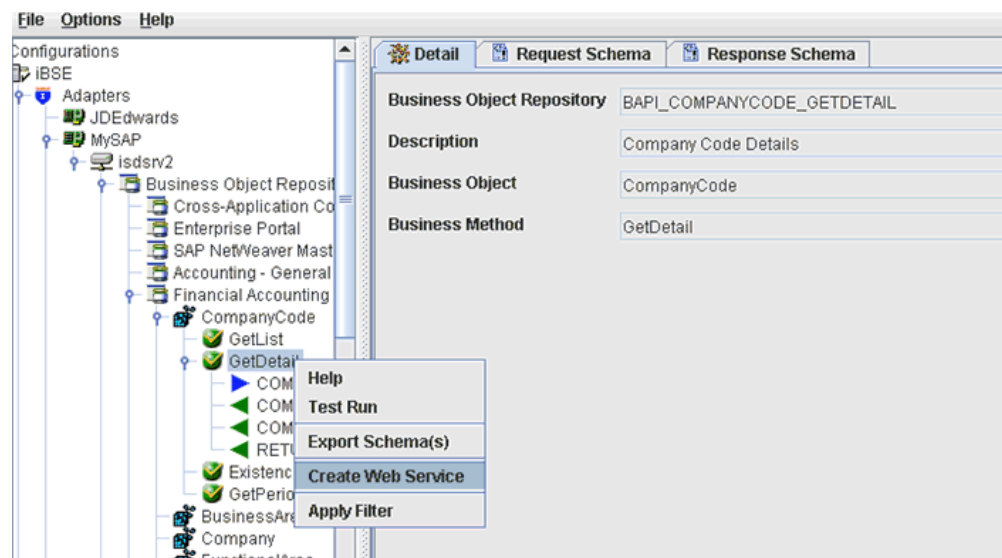 File Options Help
Configurations
iBSE
Adapters
JDEdwards
MySAP
isdsrv2
Business Object Reposit
Cross-Application Co
Enterprise Portal
SAP NetWeaver Mast
Accounting - General
Financial Accounting
CompanyCode
GetList
GetDetail
COM
COM
COM
RETU
Existenc
GetPerio
BusinessAre
Company
FunctionalArea
Help
Test Run
Export Schema(s)
Create Web Service
Apply Filter
Detail Request Schema Response Schema
Business Object Repository BAPI_COMPANYCODE_GETDETAIL
Description Company Code Details
Business Object CompanyCode
Business Method GetDetail